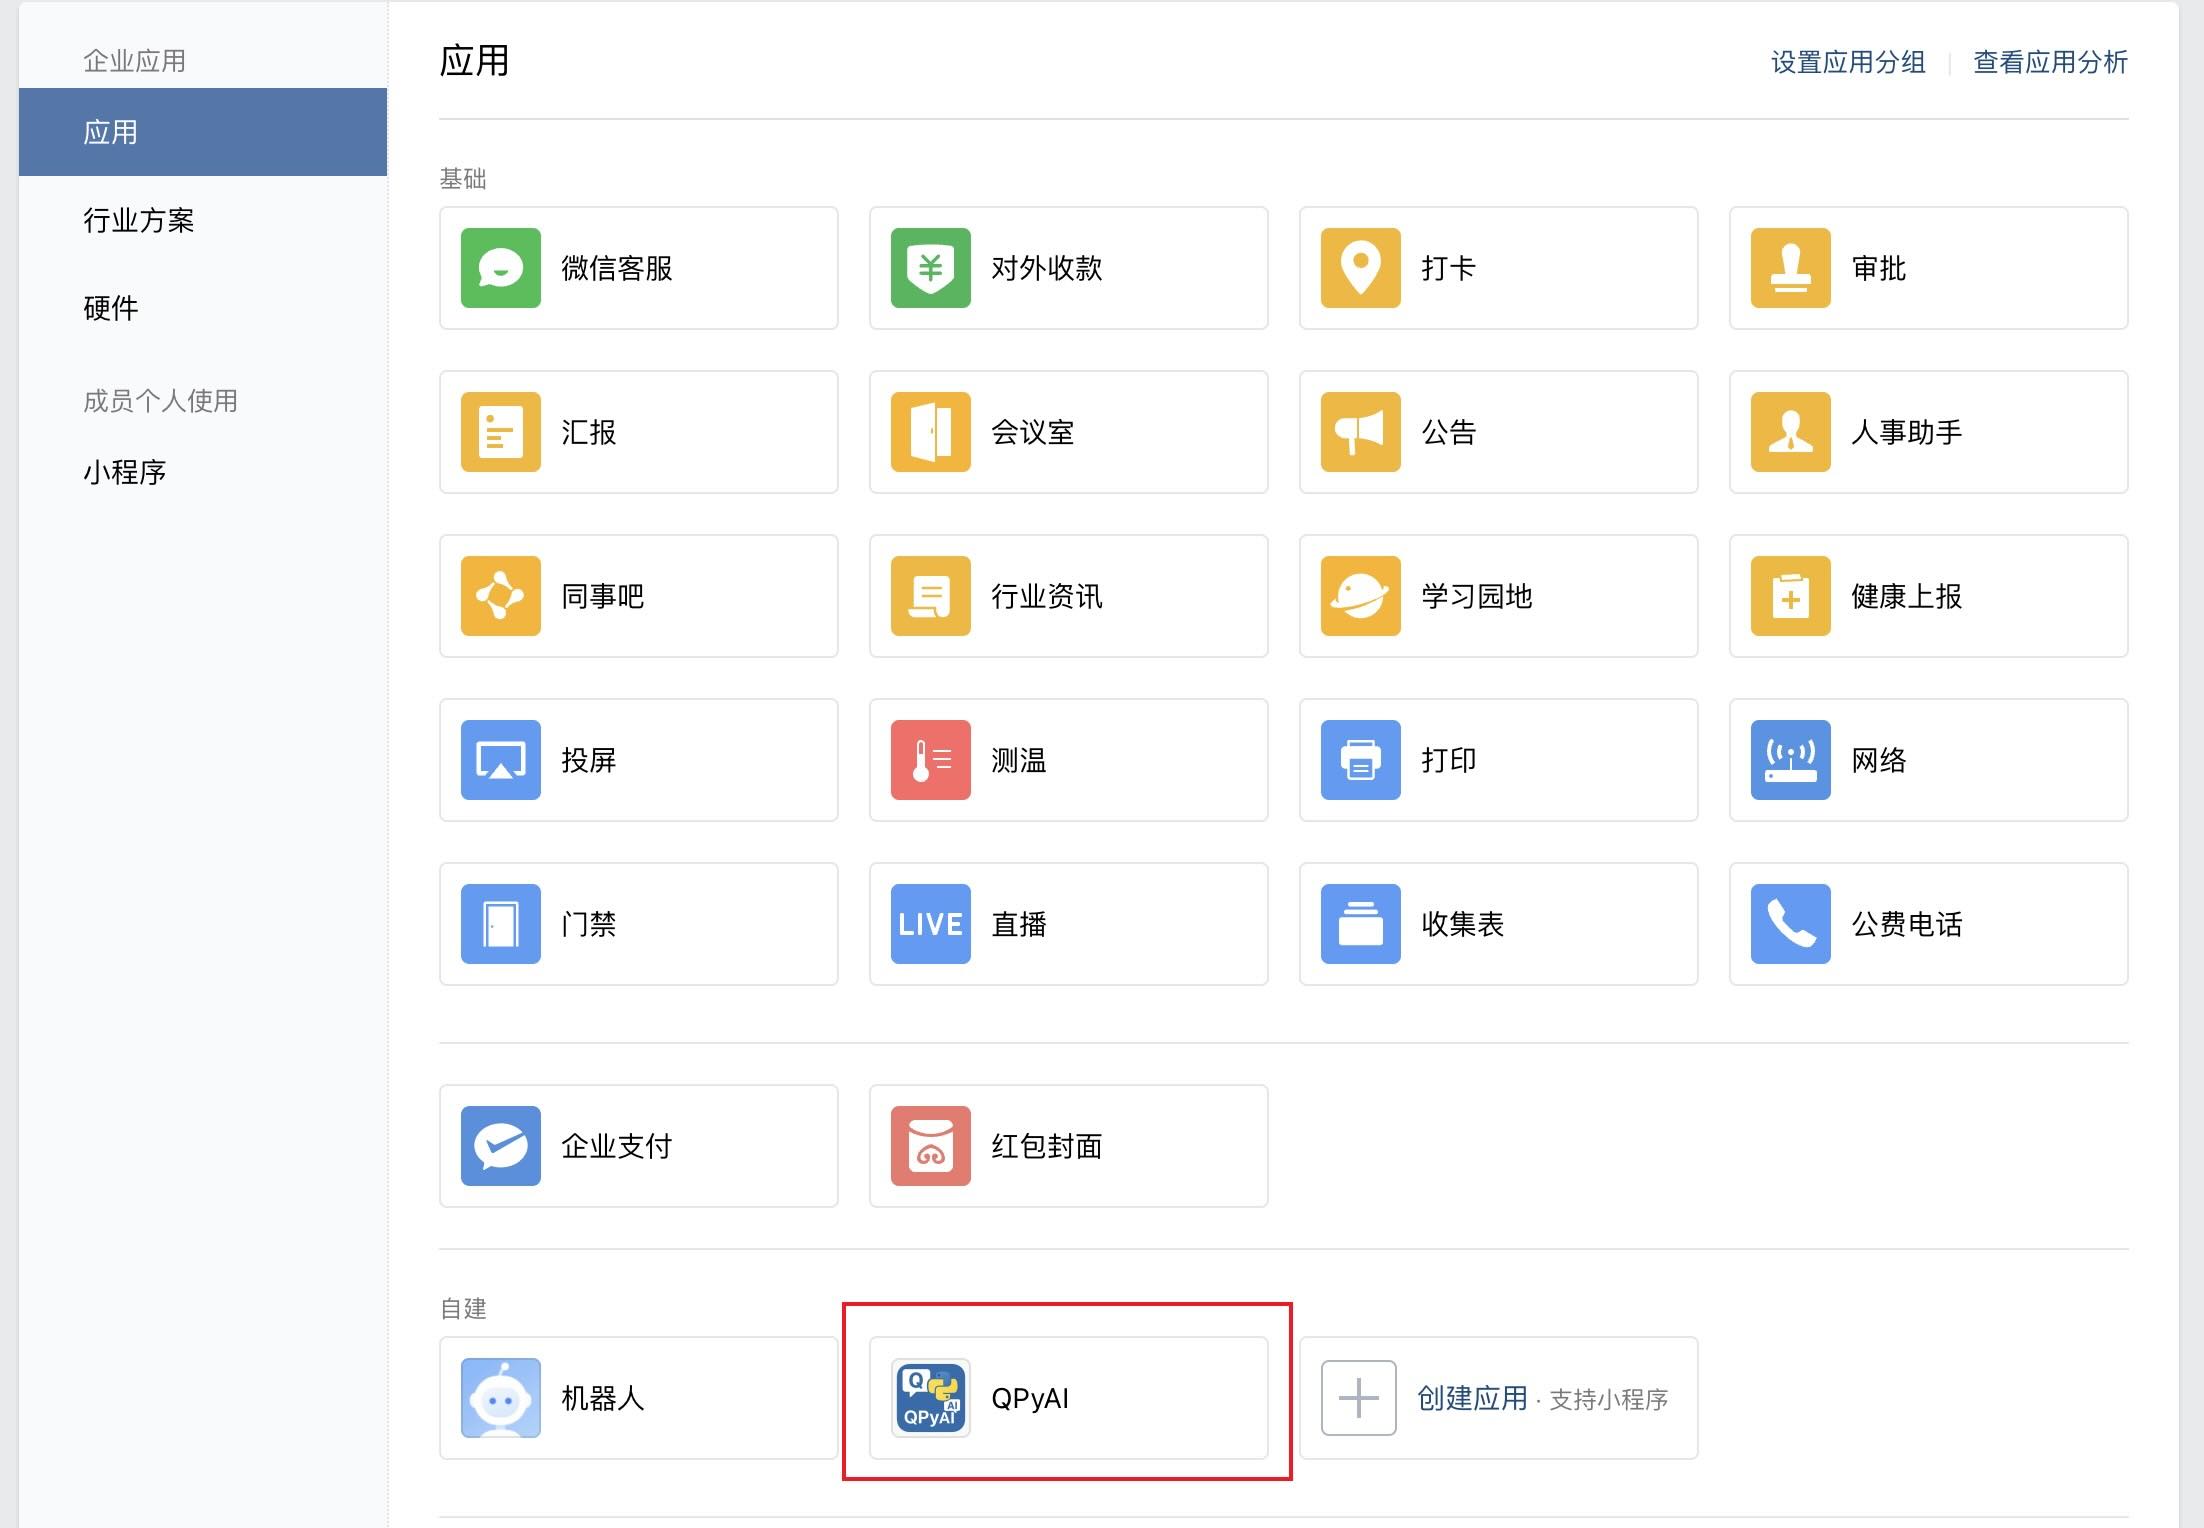 企业应用
应用
行业方案
硬件
成员个人使用
小程序
应用
设置应用分组
查看应用分析
基础
微信客服
对外收款
打卡
审批
汇报
会议室
公告
人事助手
同事吧
行业资讯
学习园地
健康上报
投屏
测温
打印
网络
门禁
LIVE
直播
收集表
公费电话
企业支付
红包封面
自建
机器人
Q
AI
QPyAI
QPyAI
创建应用 · 支持小程序